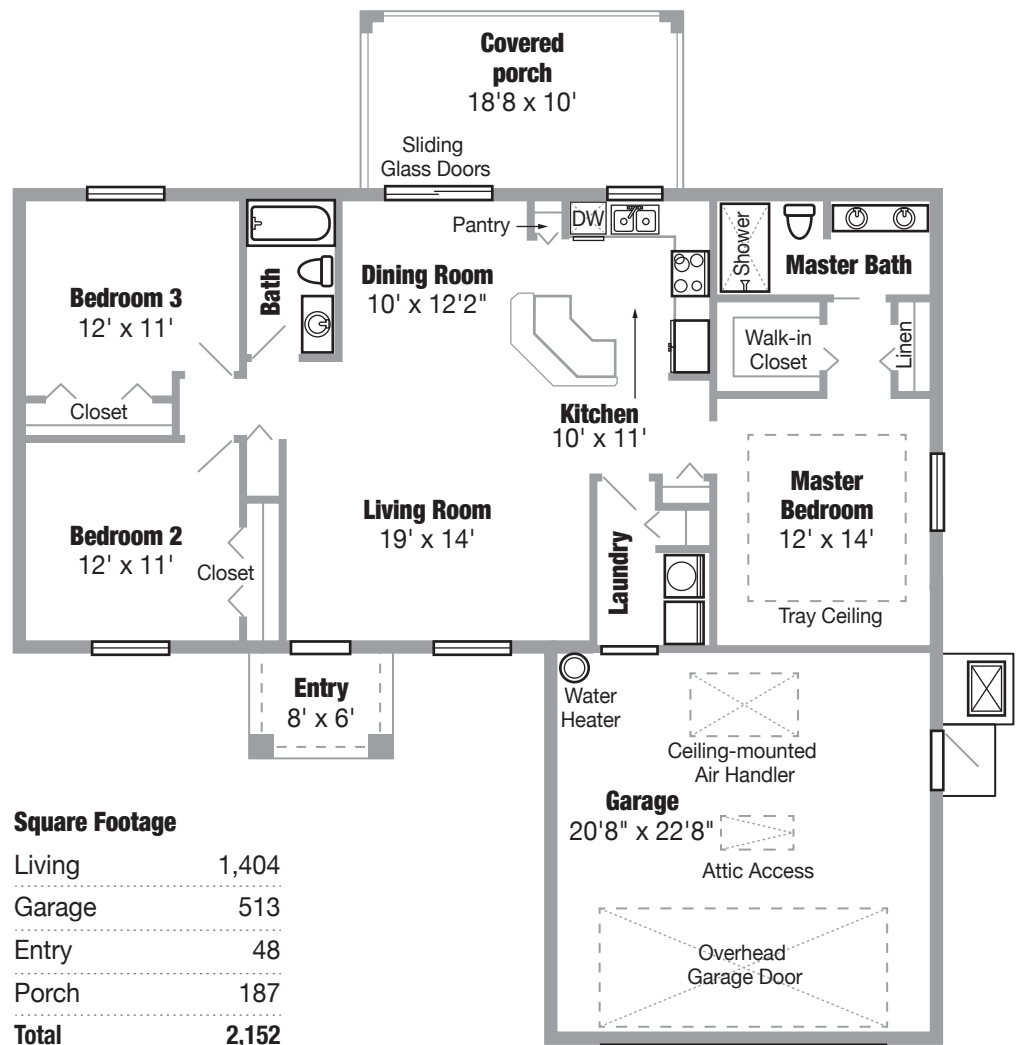 Covered
porch
18'8 x 10'
Sliding
Glass Doors
Pantry
DW
Shower
Master Bath
Dining Room
10' x 12'2"
Bath
Bedroom 3
12' x 11'
Walk-in
Closet
Linen
Closet
Kitchen
10' x 11'
Master
Bedroom
12' x 14'
Tray Ceiling
Living Room
19' x 14'
Bedroom 2
12' x 11'
Closet
Laundry
Entry
8' x 6'
Water
Heater
Ceiling-mounted
Air Handler
Garage
20'8" x 22'8"
Attic Access
Overhead
Garage Door
Square Footage
Living 1,404
Garage 513
Entry 48
Porch 187
Total 2,152